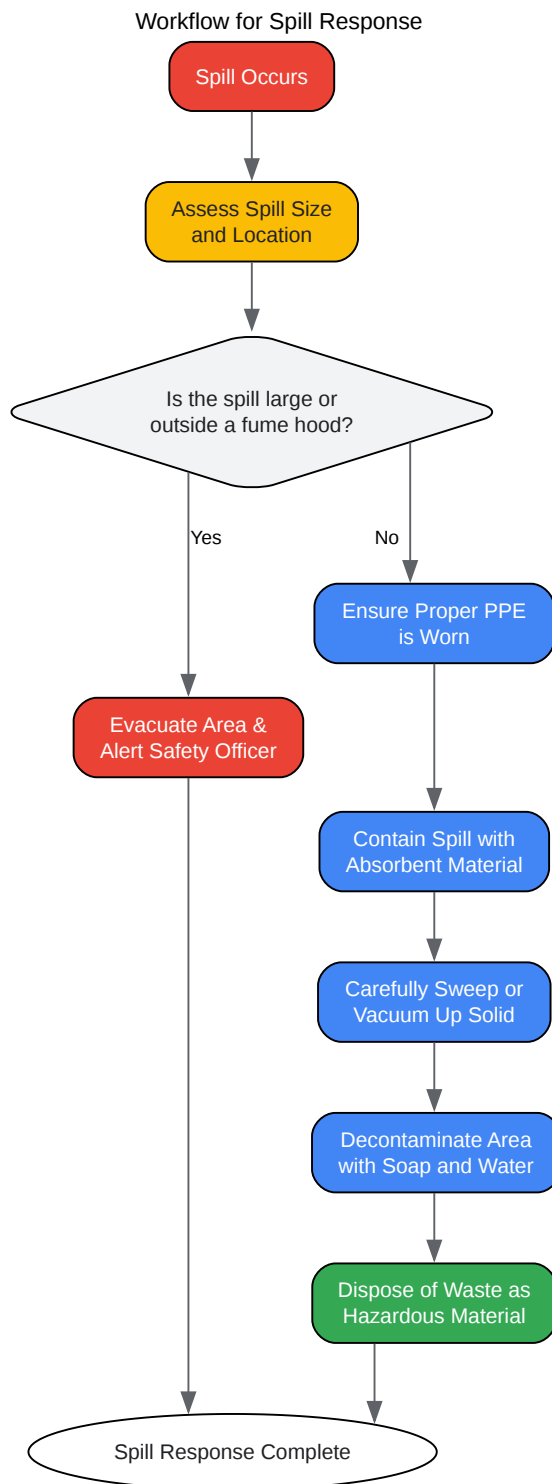 Workflow for Spill Response
Spill Occurs
Assess Spill Size
and Location
Is the spill large or
outside a fume hood?
Yes
No
Ensure Proper PPE
is Worn
Evacuate Area &
Alert Safety Officer
Contain Spill with
Absorbent Material
Carefully Sweep or
Vacuum Up Solid
Decontaminate Area
with Soap and Water
Dispose of Waste as
Hazardous Material
Spill Response Complete